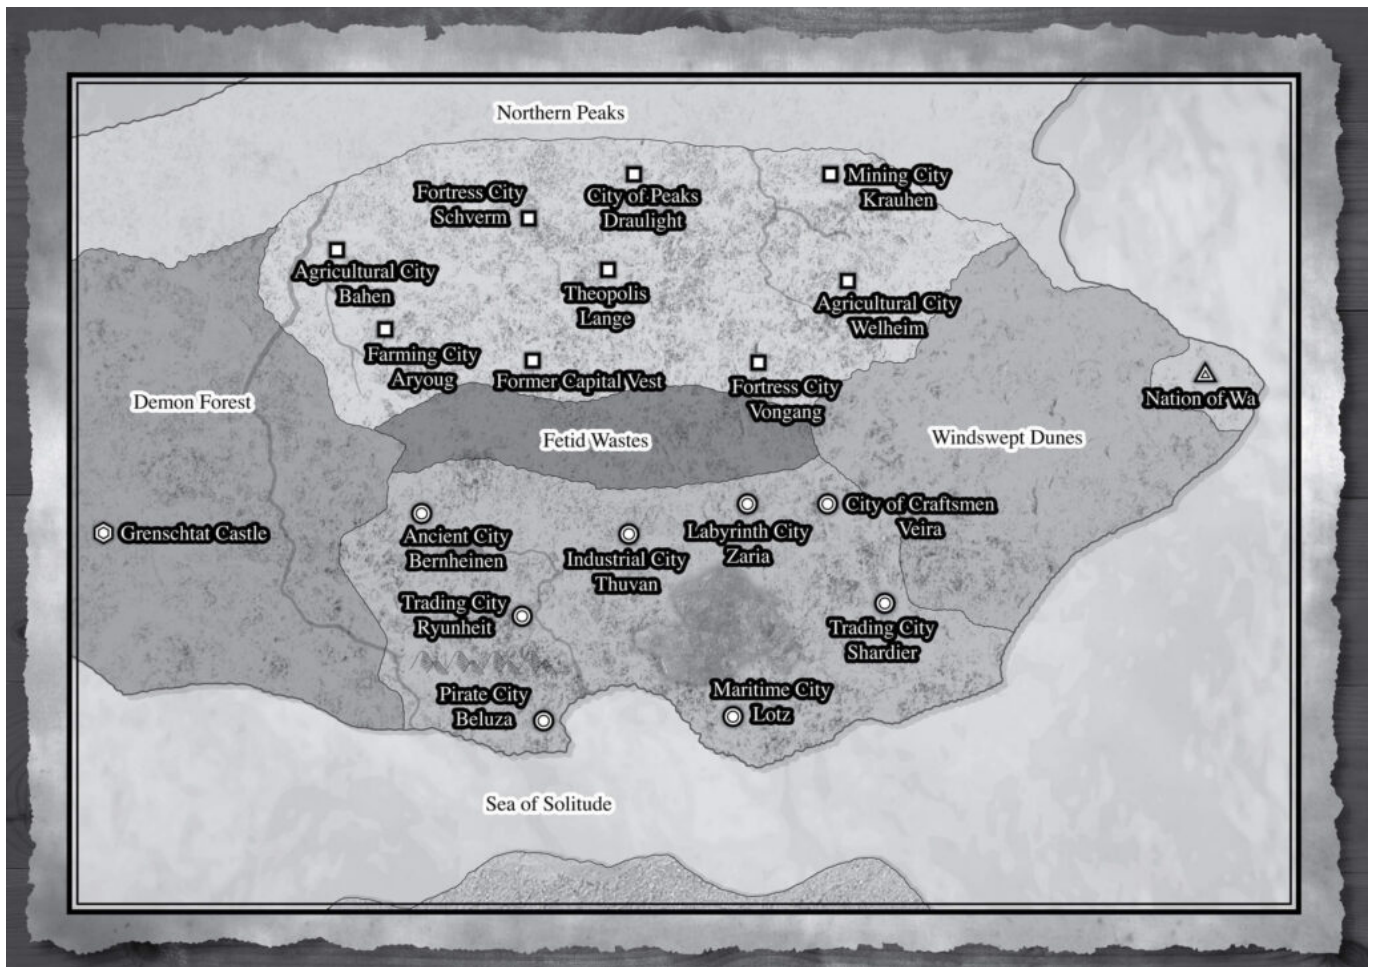 Northern Peaks
Fortress City
Schverm
City of Peaks
Draulight
Mining City
Krauhen
Agricultural City
Bahen
Theopolis
Lange
Agricultural City
Welheim
Farming City
Aryoug
Former Capital Vest
Fortress City
Vongang
Nation of Wa
Demon Forest
Fetid Wastes
Windswept Dunes
Grenschtat Castle
Ancient City
Bernheinen
Industrial City
Thuvan
Labyrinth City
Zaria
City of Craftsmen
Veira
Trading City
Ryunheit
Trading City
Shardier
Pirate City
Beluza
Maritime City
Lotz
Sea of Solitude